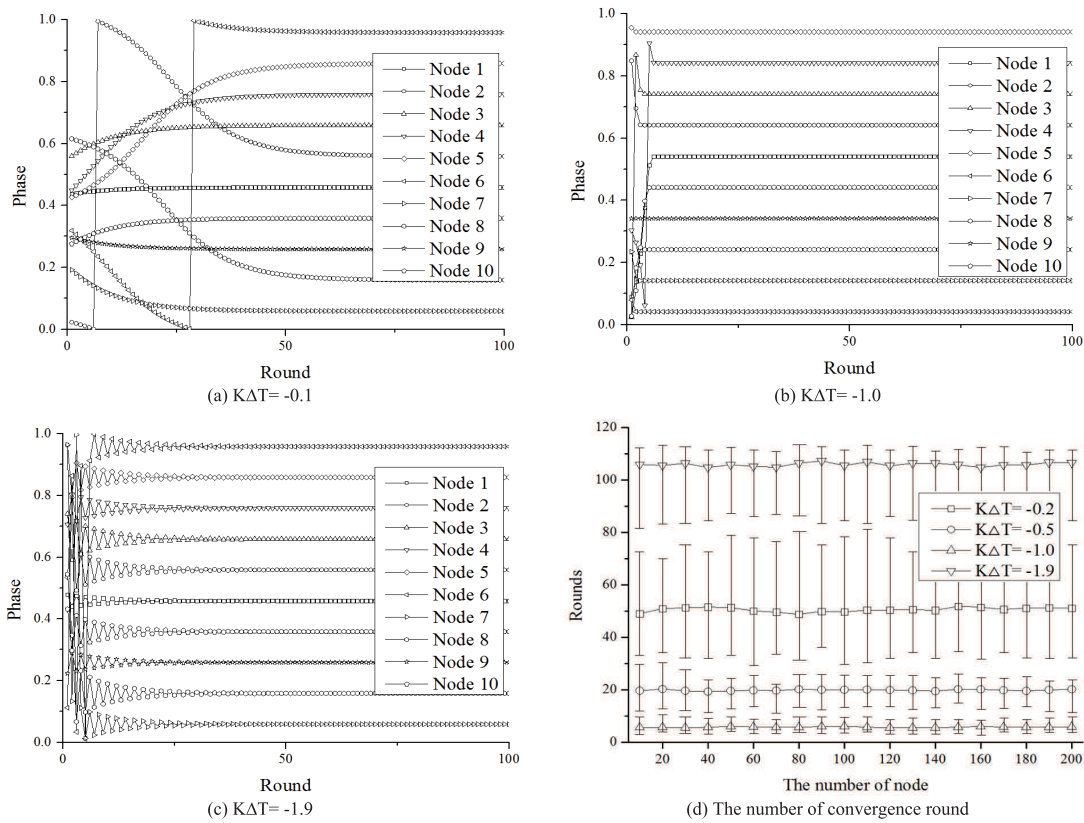 1.0
0.8
0.6
0.4
0.2
0.0
Phase
0
50
100
Round
Node 1
Node 2
Node 3
Node 4
Node 5
Node 6
Node 7
Node 8
Node 9
Node 10
(a) KΔT= -0.1
1.0
0.8
0.6
0.4
0.2
0.0
Phase
0
50
100
Round
Node 1
Node 2
Node 3
Node 4
Node 5
Node 6
Node 7
Node 8
Node 9
Node 10
(b) KΔT= -1.0
1.0
0.8
0.6
0.4
0.2
0.0
Phase
0
50
100
Round
Node 1
Node 2
Node 3
Node 4
Node 5
Node 6
Node 7
Node 8
Node 9
Node 10
(c) KΔT= -1.9
120
100
80
60
40
20
0
Rounds
20 40 60 80 100 120 140 160 180 200
The number of node
K△T= -0.2
K△T= -0.5
K△T= -1.0
K△T= -1.9
(d) The number of convergence round